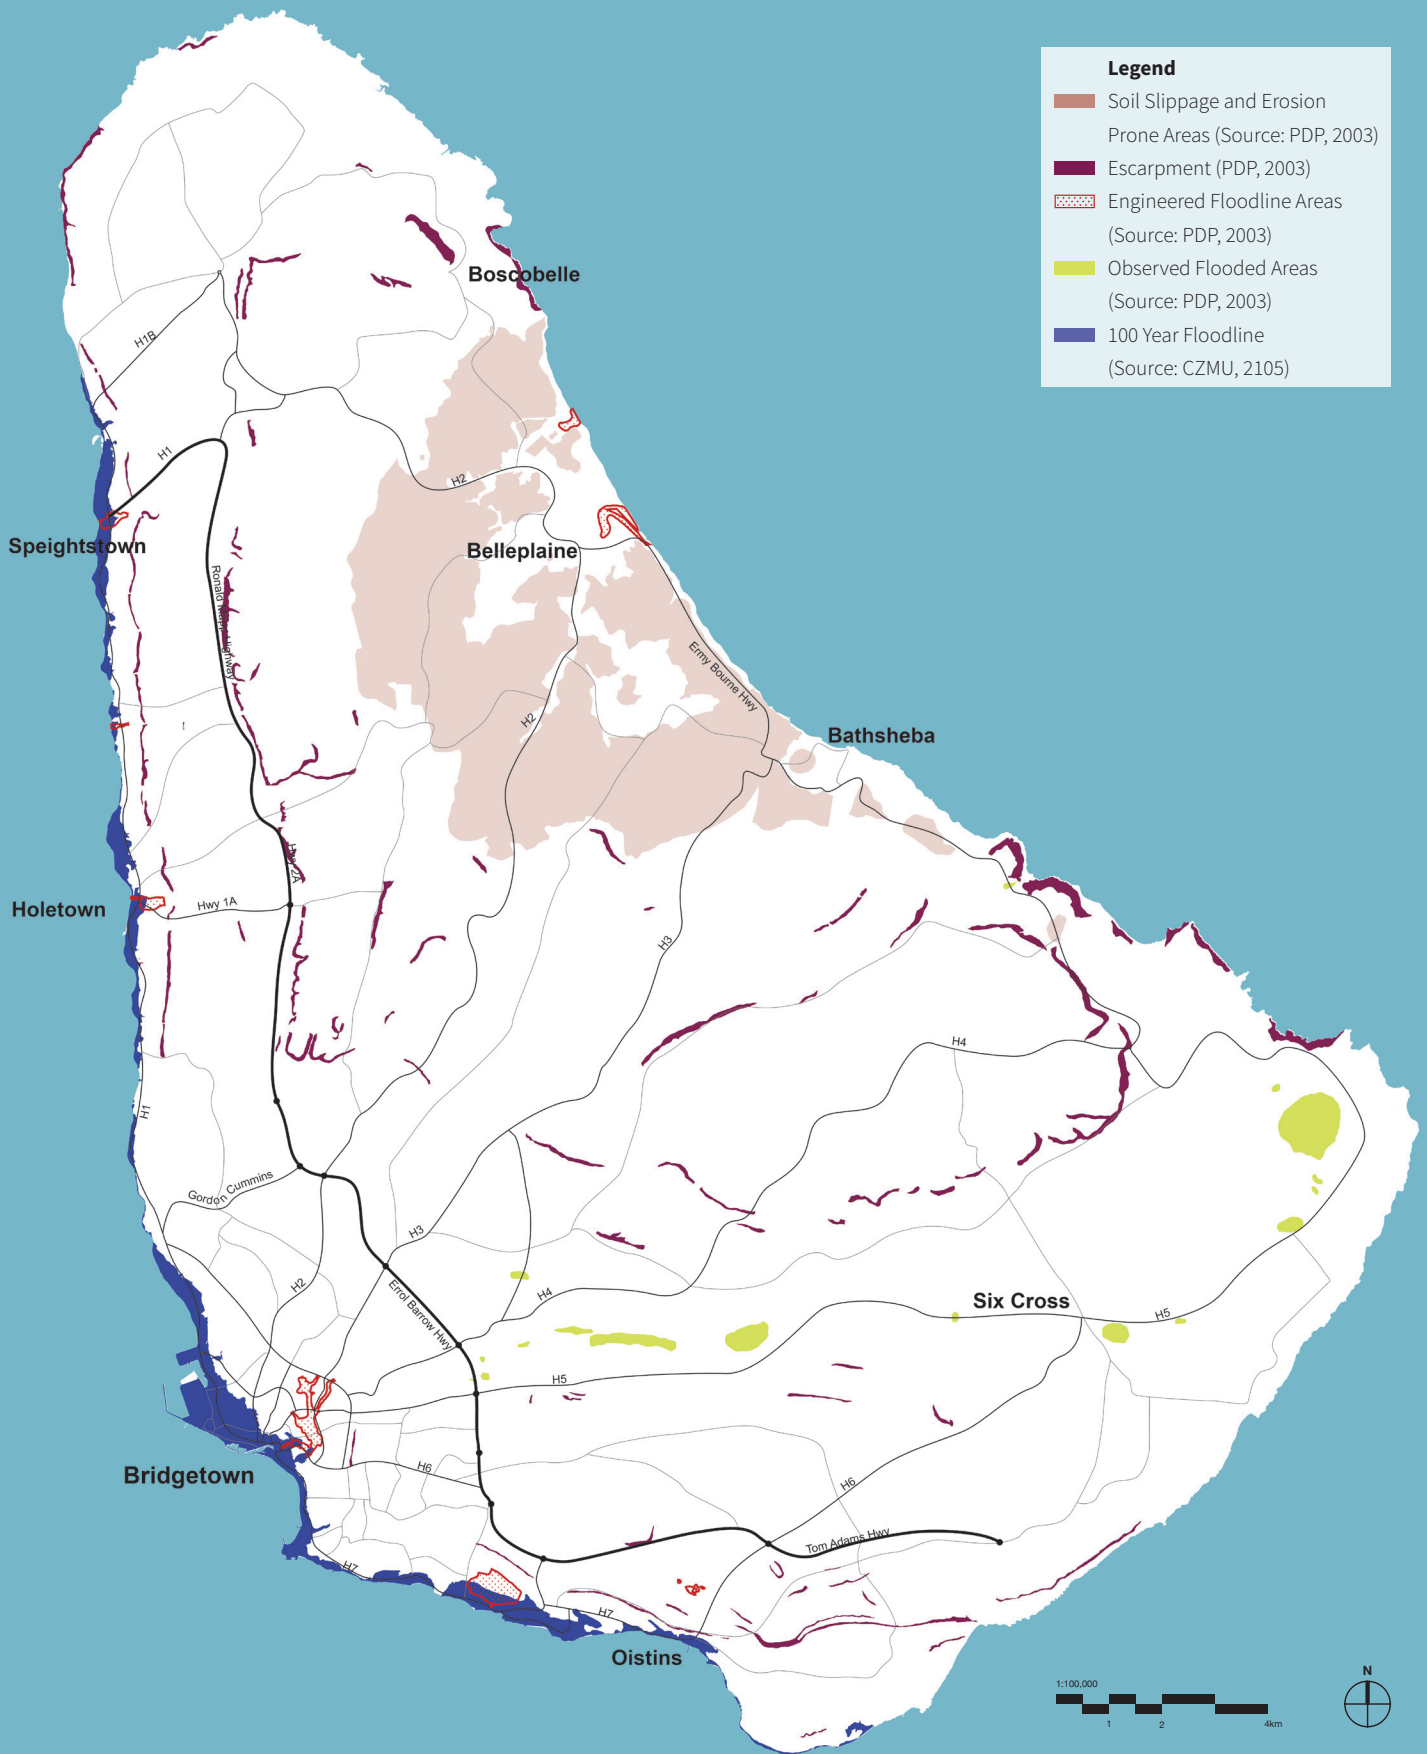 Legend
Soil Slippage and Erosion
Prone Areas (Source: PDP, 2003)
Escarpment (PDP, 2003)
Engineered Floodline Areas
(Source: PDP, 2003)
Observed Flooded Areas
(Source: PDP, 2003)
100 Year Floodline
(Source: CZMU, 2105)
Boscobelle
H1B
H1
H2
Speightstown
Belleplaine
Ronald Mapp Highway
Ermy Bourne Hwy
H2
Bathsheba
Hwy 2A
Holetown
Hwy 1A
H3
H4
H1
Gordon Cummins
H3
H2
Errol Barrow Hwy
H4
Six Cross
H5
H5
Bridgetown
H6
H6
Tom Adams Hwy
H7
H7
Oistins
N
1:100,000
1
2
4km